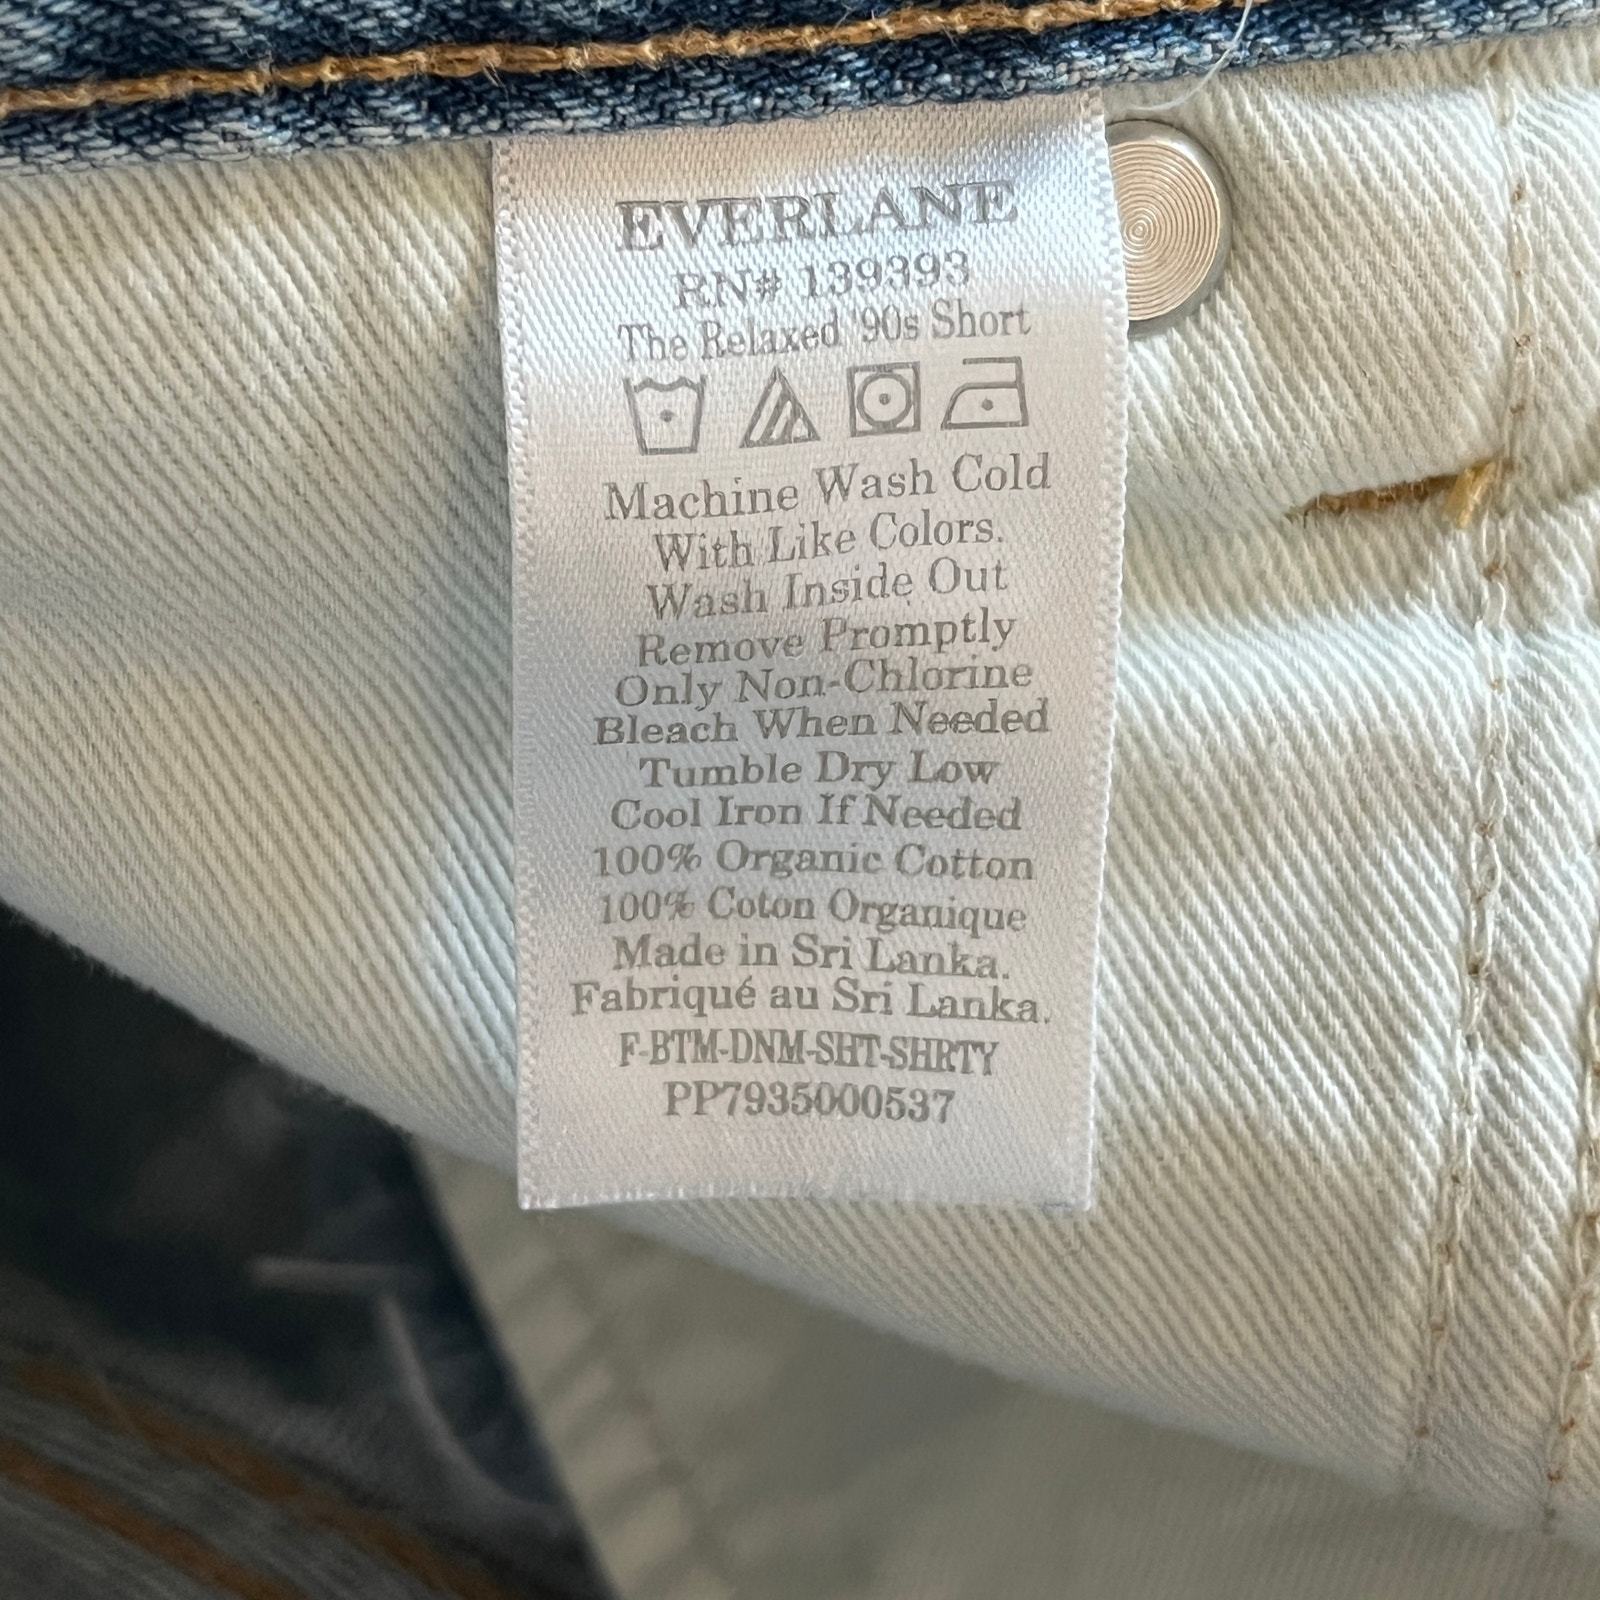 EVERLANE
RN# 139393
The Relaxed '90s Short
Machine Wash Cold
With Like Colors.
Wash Inside Out
Remove Promptly
Only Non-Chlorine
Bleach When Needed
Tumble Dry Low
Cool Iron If Needed
100% Organic Cotton
100% Coton Organique
Made in Sri Lanka.
Fabriqué au Sri Lanka.
F-BTM-DNM-SHT-SHRTY
PP7935000537